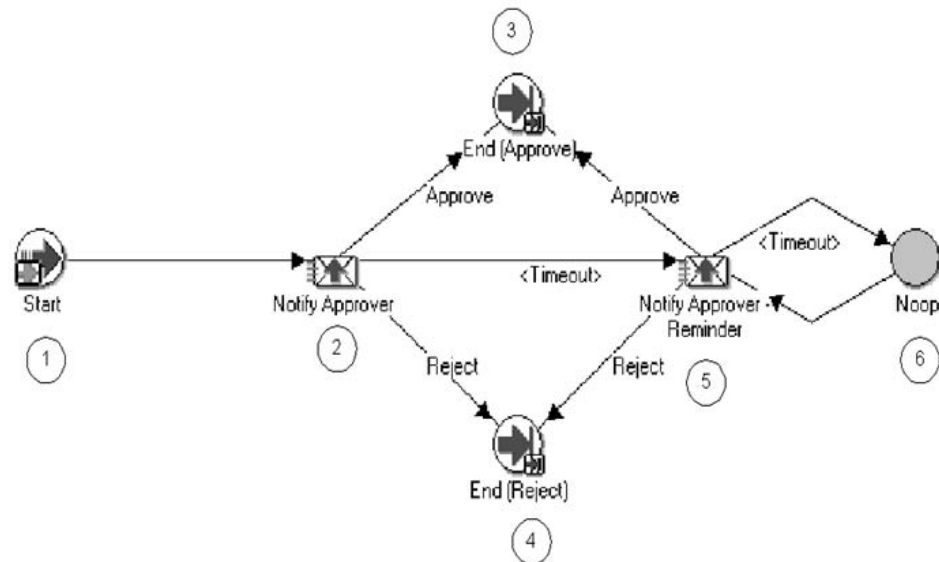 3
End (Approve)
Approve
Approve
Start
<Timeout>
<Timeout>
Notify Approver
Notify Approver -
Reminder
Noop
1
2
Reject
Reject
5
6
End (Reject)
4